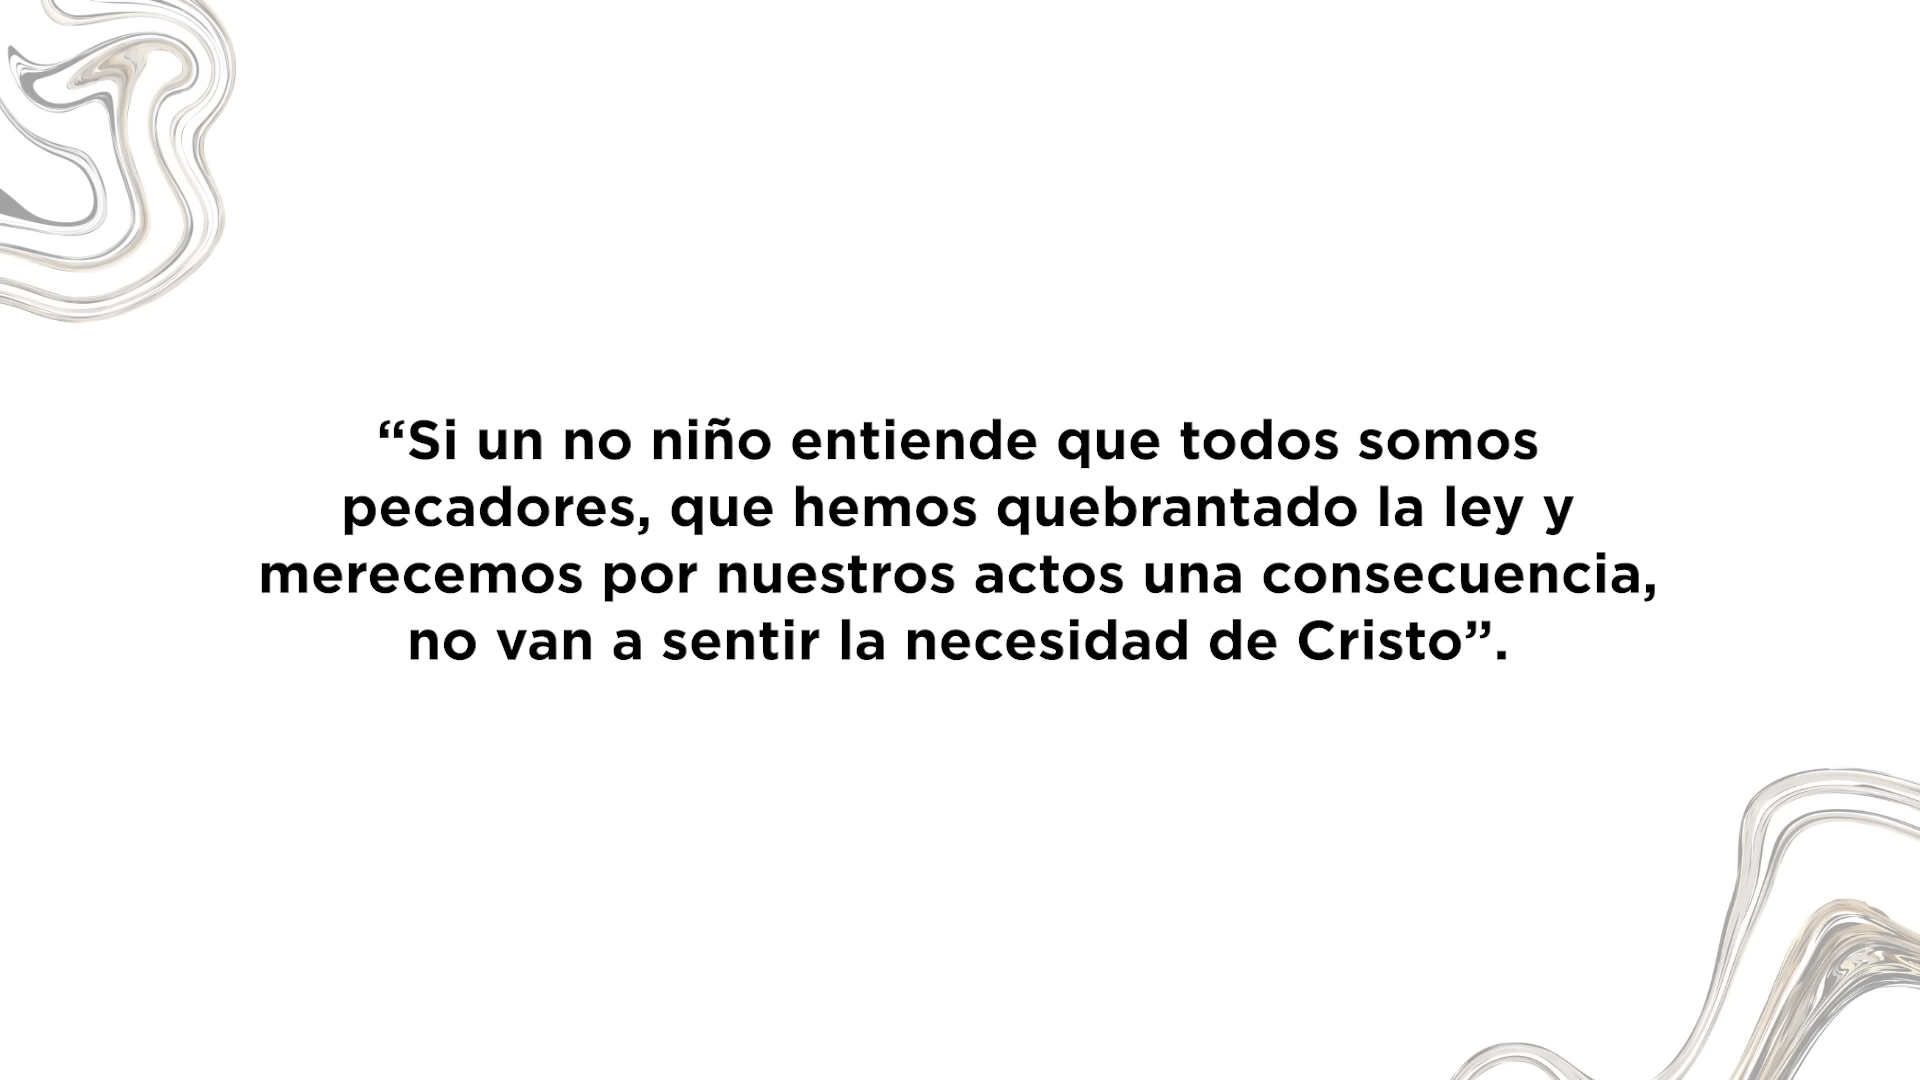 “Si un no niño entiende que todos somos
pecadores, que hemos quebrantado la ley y
merecemos por nuestros actos una consecuencia,
no van a sentir la necesidad de Cristo”.